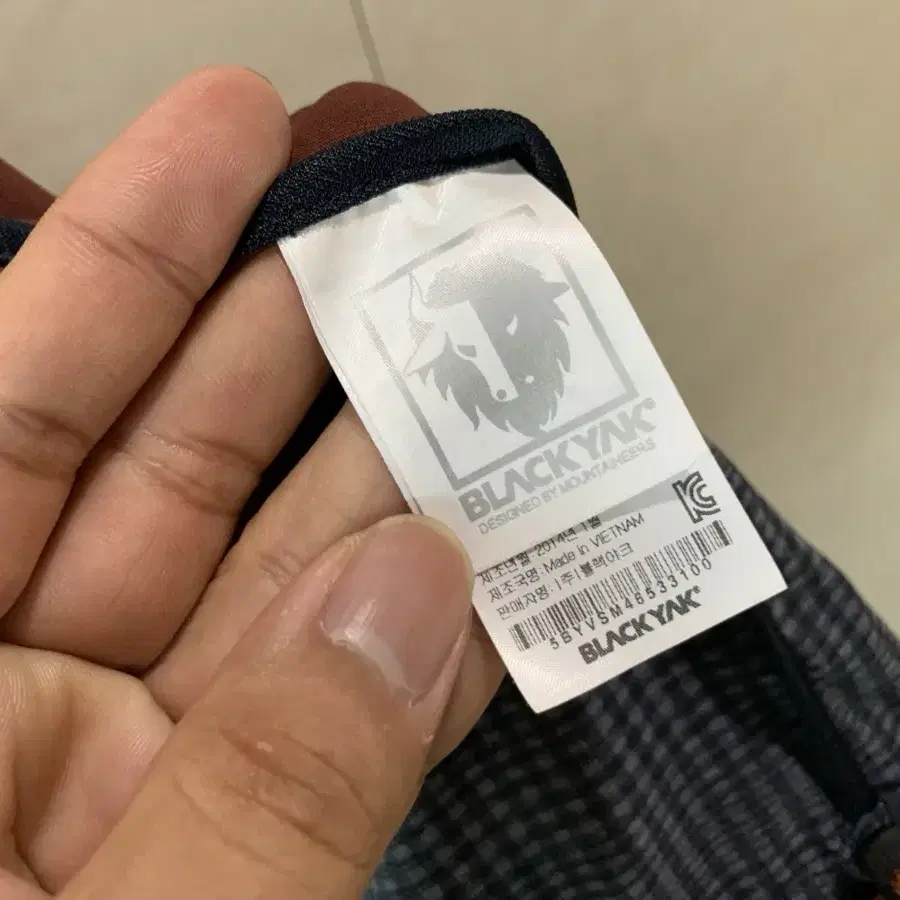 BLACKYAK®
DESIGNED BY MOUNTAINEERS
KC
제조년월: 2014년 1월
제조국명: Made in VIETNAM
판매자명: (주)블랙야크
5BYVSM46533100
BLACKYAK®